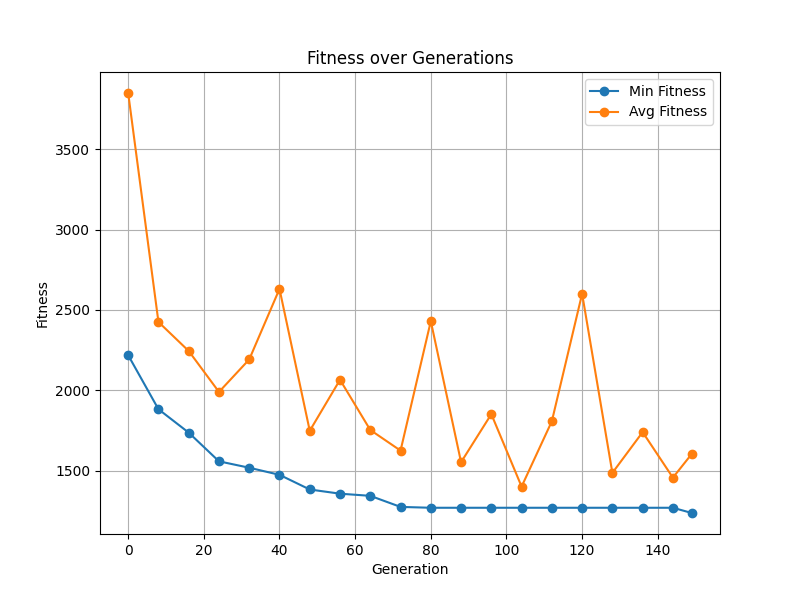 Fitness over Generations
Min Fitness
Avg Fitness
Fitness
3500
3000
2500
2000
1500
0 20 40 60 80 100 120 140
Generation